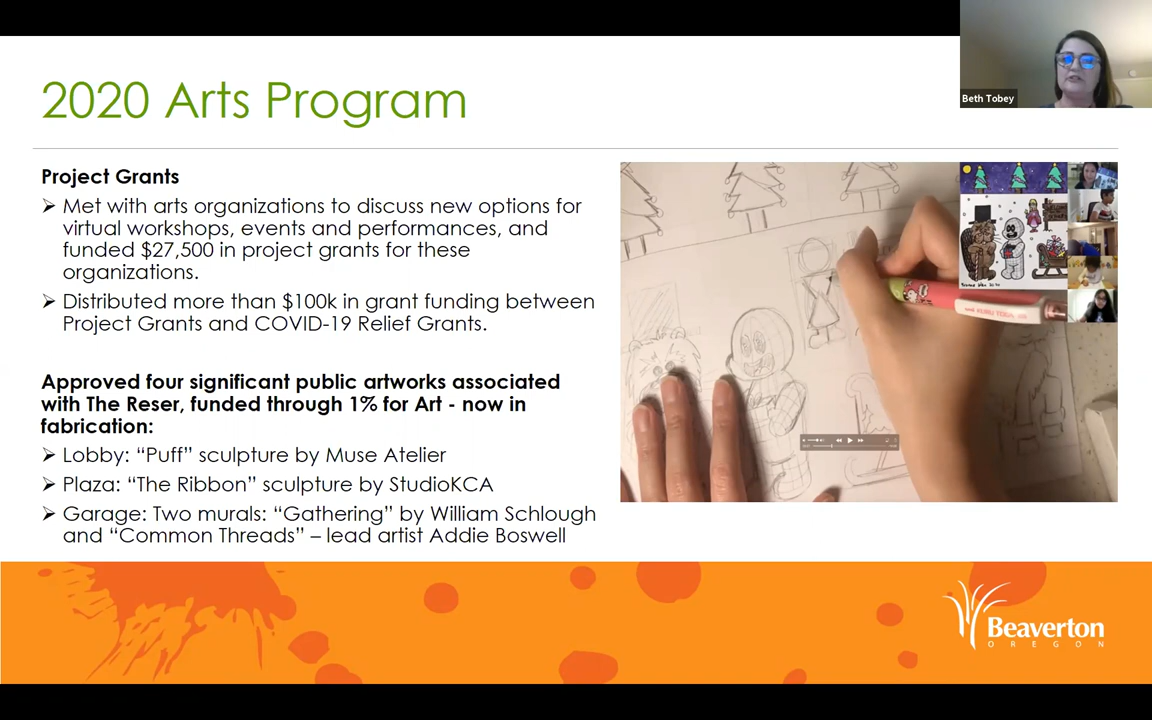 2020 Arts Program
Beth Tobey
Project Grants
➢ Met with arts organizations to discuss new options for
virtual workshops, events and performances, and
funded $27,500 in project grants for these
organizations.
➢ Distributed more than $100k in grant funding between
Project Grants and COVID-19 Relief Grants.
Approved four significant public artworks associated
with The Reser, funded through 1% for Art - now in
fabrication:
➢ Lobby: “Puff” sculpture by Muse Atelier
➢ Plaza: “The Ribbon” sculpture by StudioKCA
➢ Garage: Two murals: “Gathering” by William Schlough
and “Common Threads” – lead artist Addie Boswell
Beaverton
OREGON